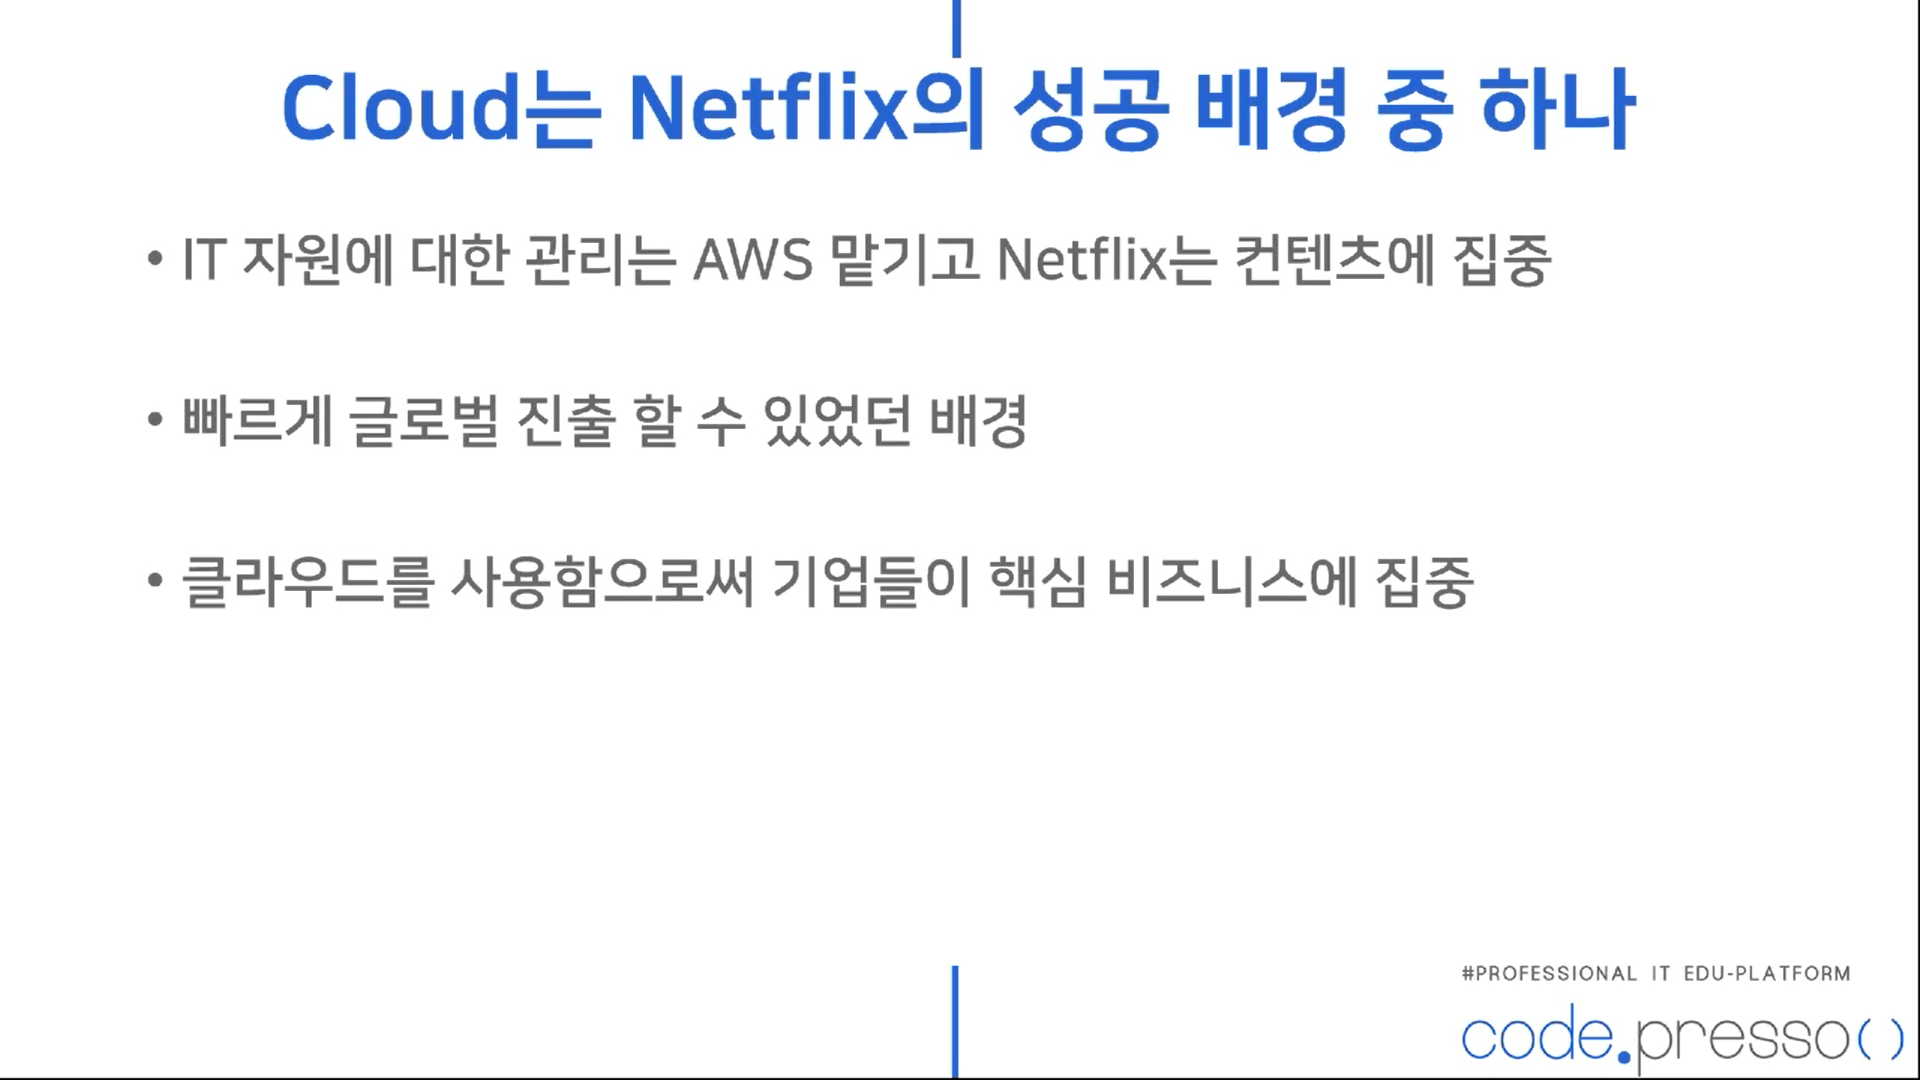 Cloud는 Netflix의 성공 배경 중 하나
• IT 자원에 대한 관리는 AWS 맡기고 Netflix는 컨텐츠에 집중
• 빠르게 글로벌 진출 할 수 있었던 배경
• 클라우드를 사용함으로써 기업들이 핵심 비즈니스에 집중
#PROFESSIONAL IT EDU-PLATFORM
code.presso()